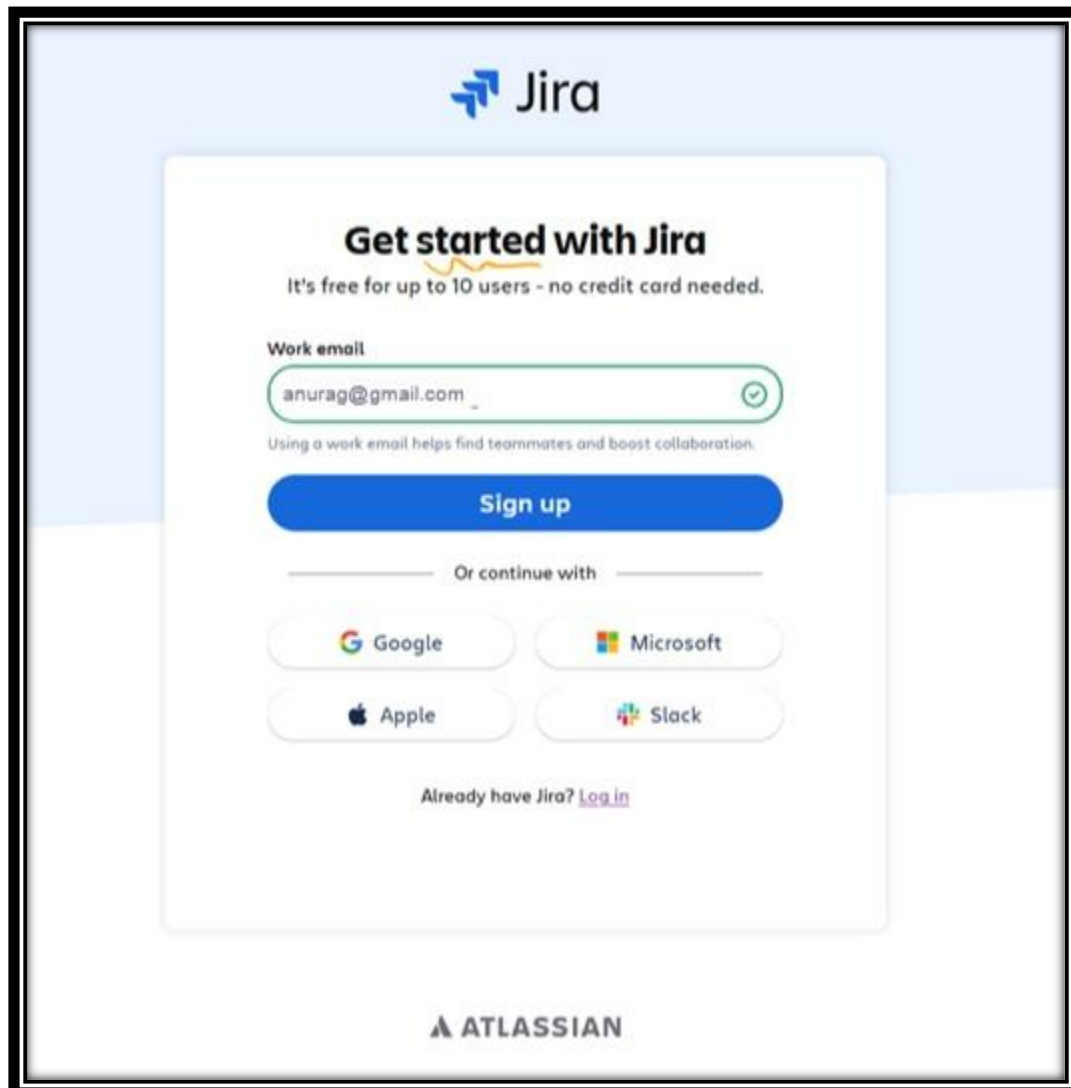 Jira
Get started with Jira
It's free for up to 10 users - no credit card needed.
Work email
anurag@gmail.com _
Using a work email helps find teammates and boost collaboration.
Sign up
Or continue with
Google Microsoft
Apple Slack
Already have Jira? Log in
ATLASSIAN